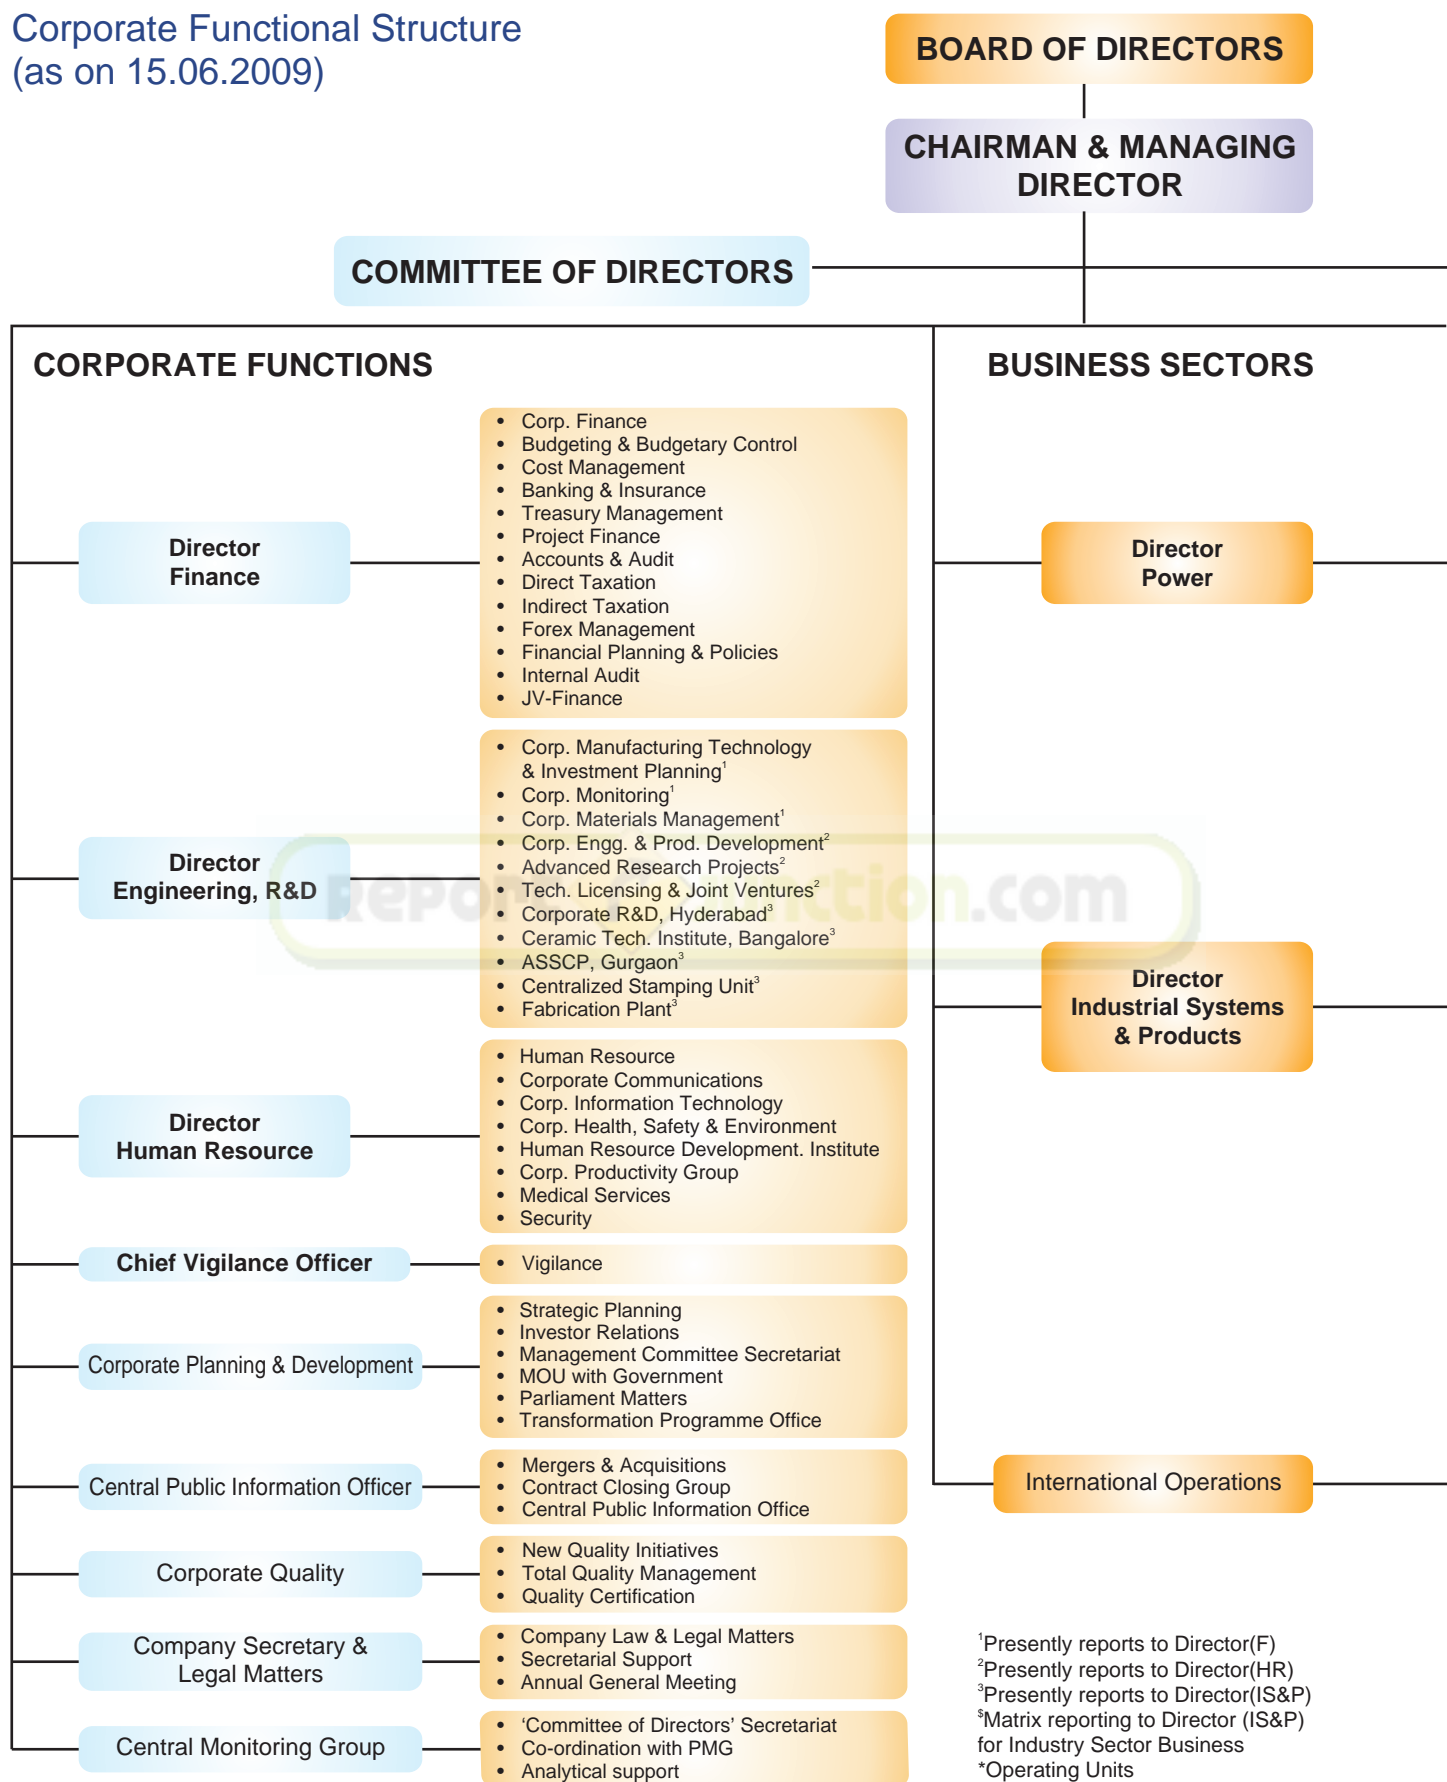 Corporate Functional Structure
(as on 15.06.2009)
BOARD OF DIRECTORS
CHAIRMAN & MANAGING
DIRECTOR
COMMITTEE OF DIRECTORS
CORPORATE FUNCTIONS
Director
Finance
• Corp. Finance
• Budgeting & Budgetary Control
• Cost Management
• Banking & Insurance
• Treasury Management
• Project Finance
• Accounts & Audit
• Direct Taxation
• Indirect Taxation
• Forex Management
• Financial Planning & Policies
• Internal Audit
• JV-Finance
Director
Engineering, R&D
• Corp. Manufacturing Technology
& Investment Planning¹
• Corp. Monitoring¹
• Corp. Materials Management¹
• Corp. Engg. & Prod. Development²
• Advanced Research Projects²
• Tech. Licensing & Joint Ventures²
• Corporate R&D, Hyderabad³
• Ceramic Tech. Institute, Bangalore³
• ASSCP, Gurgaon³
• Centralized Stamping Unit³
• Fabrication Plant³
Director
Human Resource
• Human Resource
• Corporate Communications
• Corp. Information Technology
• Corp. Health, Safety & Environment
• Human Resource Development. Institute
• Corp. Productivity Group
• Medical Services
• Security
Chief Vigilance Officer
• Vigilance
Corporate Planning & Development
• Strategic Planning
• Investor Relations
• Management Committee Secretariat
• MOU with Government
• Parliament Matters
• Transformation Programme Office
Central Public Information Officer
• Mergers & Acquisitions
• Contract Closing Group
• Central Public Information Office
Corporate Quality
• New Quality Initiatives
• Total Quality Management
• Quality Certification
Company Secretary &
Legal Matters
• Company Law & Legal Matters
• Secretarial Support
• Annual General Meeting
Central Monitoring Group
• ‘Committee of Directors’ Secretariat
• Co-ordination with PMG
• Analytical support
BUSINESS SECTORS
Director
Power
Director
Industrial Systems
& Products
International Operations
¹Presently reports to Director(F)
²Presently reports to Director(HR)
³Presently reports to Director(IS&P)
$Matrix reporting to Director (IS&P)
for Industry Sector Business
*Operating Units